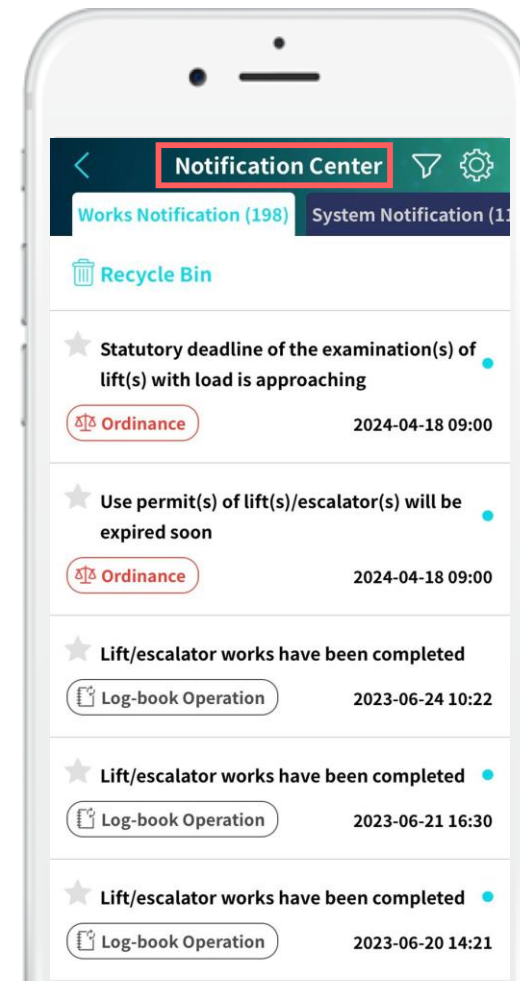 Notification Center
Works Notification (198) System Notification (11
Recycle Bin
Statutory deadline of the examination(s) of
lift(s) with load is approaching
Ordinance 2024-04-18 09:00
Use permit(s) of lift(s)/escalator(s) will be
expired soon
Ordinance 2024-04-18 09:00
Lift/escalator works have been completed
Log-book Operation 2023-06-24 10:22
Lift/escalator works have been completed
Log-book Operation 2023-06-21 16:30
Lift/escalator works have been completed
Log-book Operation 2023-06-20 14:21